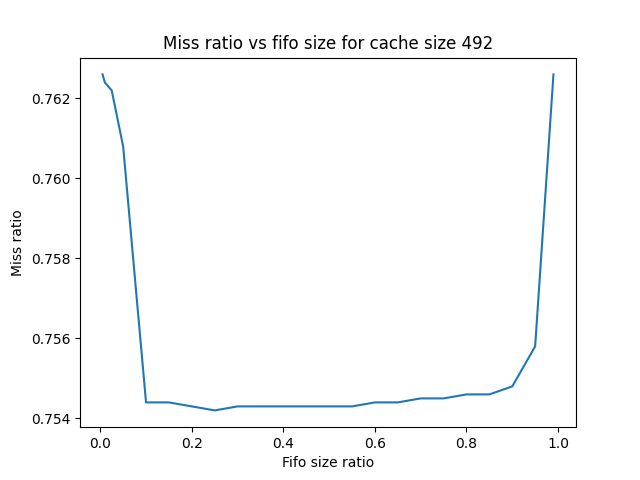 Miss ratio vs fifo size for cache size 492
0.762
0.760
0.758
0.756
0.754
Miss ratio
0.0 0.2 0.4 0.6 0.8 1.0
Fifo size ratio